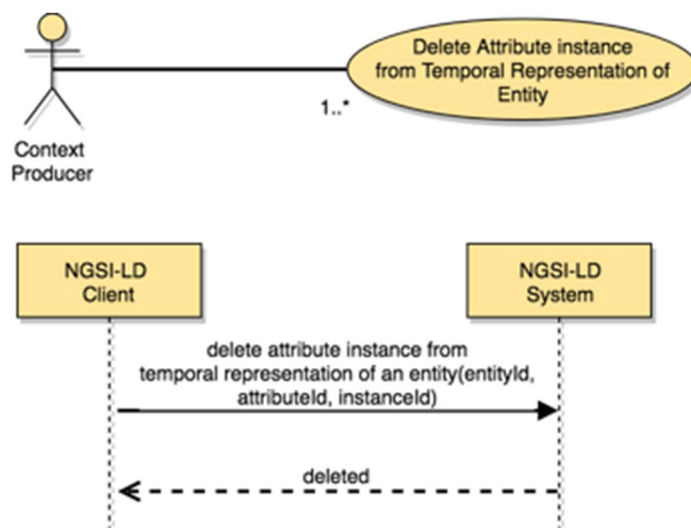 Delete Attribute instance
from Temporal Representation of
Entity
1..*
Context
Producer
NGSI-LD
Client
NGSI-LD
System
delete attribute instance from
temporal representation of an entity(entityId,
attributeId, instanceId)
deleted